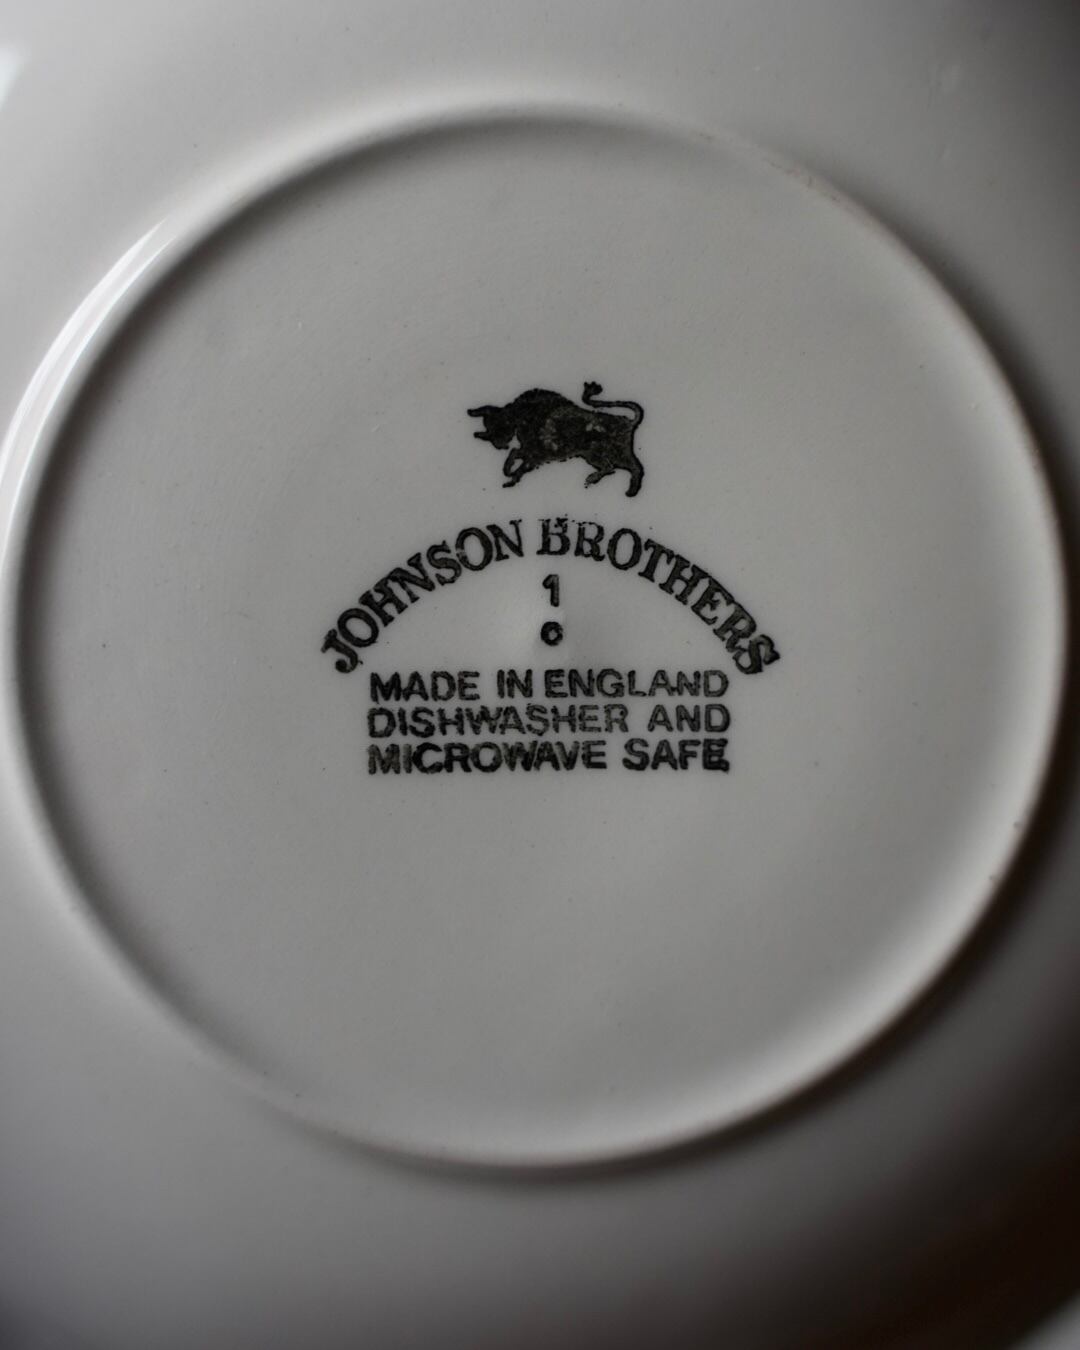 JOHNSON BROTHERS
1
o
MADE IN ENGLAND
DISHWASHER AND
MICROWAVE SAFE